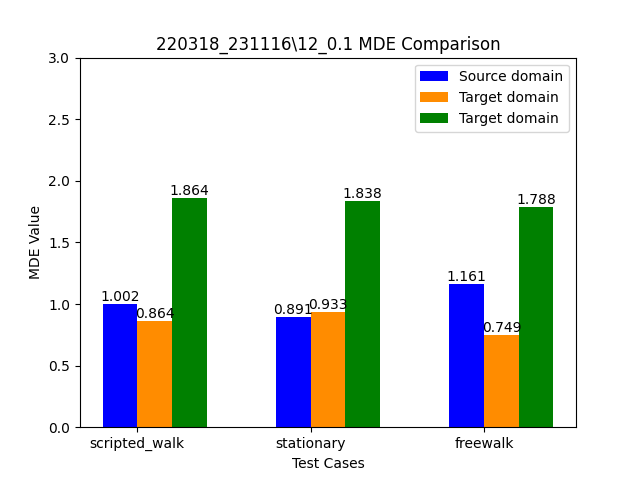 220318_231116\12_0.1 MDE Comparison
Source domain
Target domain
Target domain
MDE Value
3.0
2.5
2.0
1.5
1.0
0.5
0.0
1.002
0.864
1.864
0.891
0.933
1.838
1.161
0.749
1.788
scripted_walk
stationary
freewalk
Test Cases